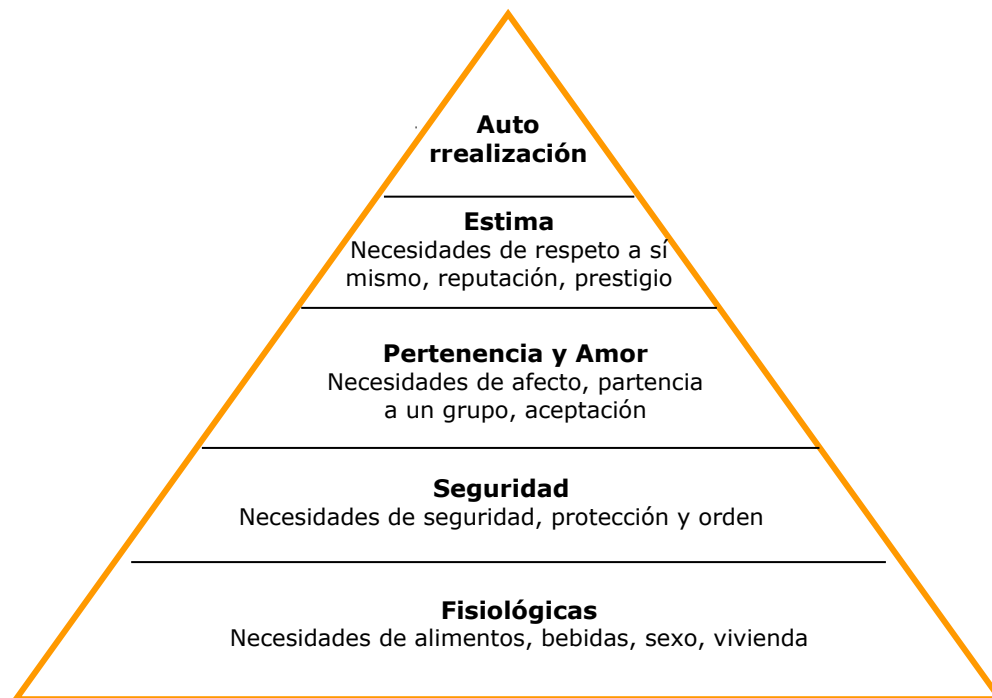 Auto
rrealización
Estima
Necesidades de respeto a sí
mismo, reputación, prestigio
Pertenencia y Amor
Necesidades de afecto, partencia
a un grupo, aceptación
Seguridad
Necesidades de seguridad, protección y orden
Fisiológicas
Necesidades de alimentos, bebidas, sexo, vivienda